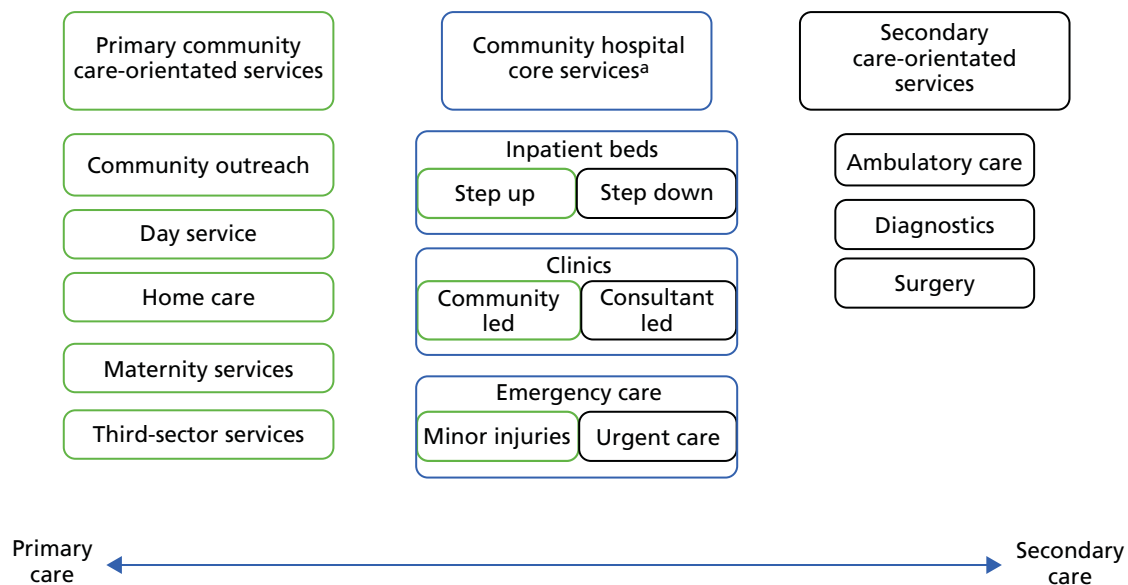 Primary community
care-orientated services
Community outreach
Day service
Home care
Maternity services
Third-sector services
Community hospital
core servicesᵃ
Inpatient beds
Step up
Step down
Clinics
Community
led
Consultant
led
Emergency care
Minor injuries
Urgent care
Secondary
care-orientated
services
Ambulatory care
Diagnostics
Surgery
Primary
care
Secondary
care